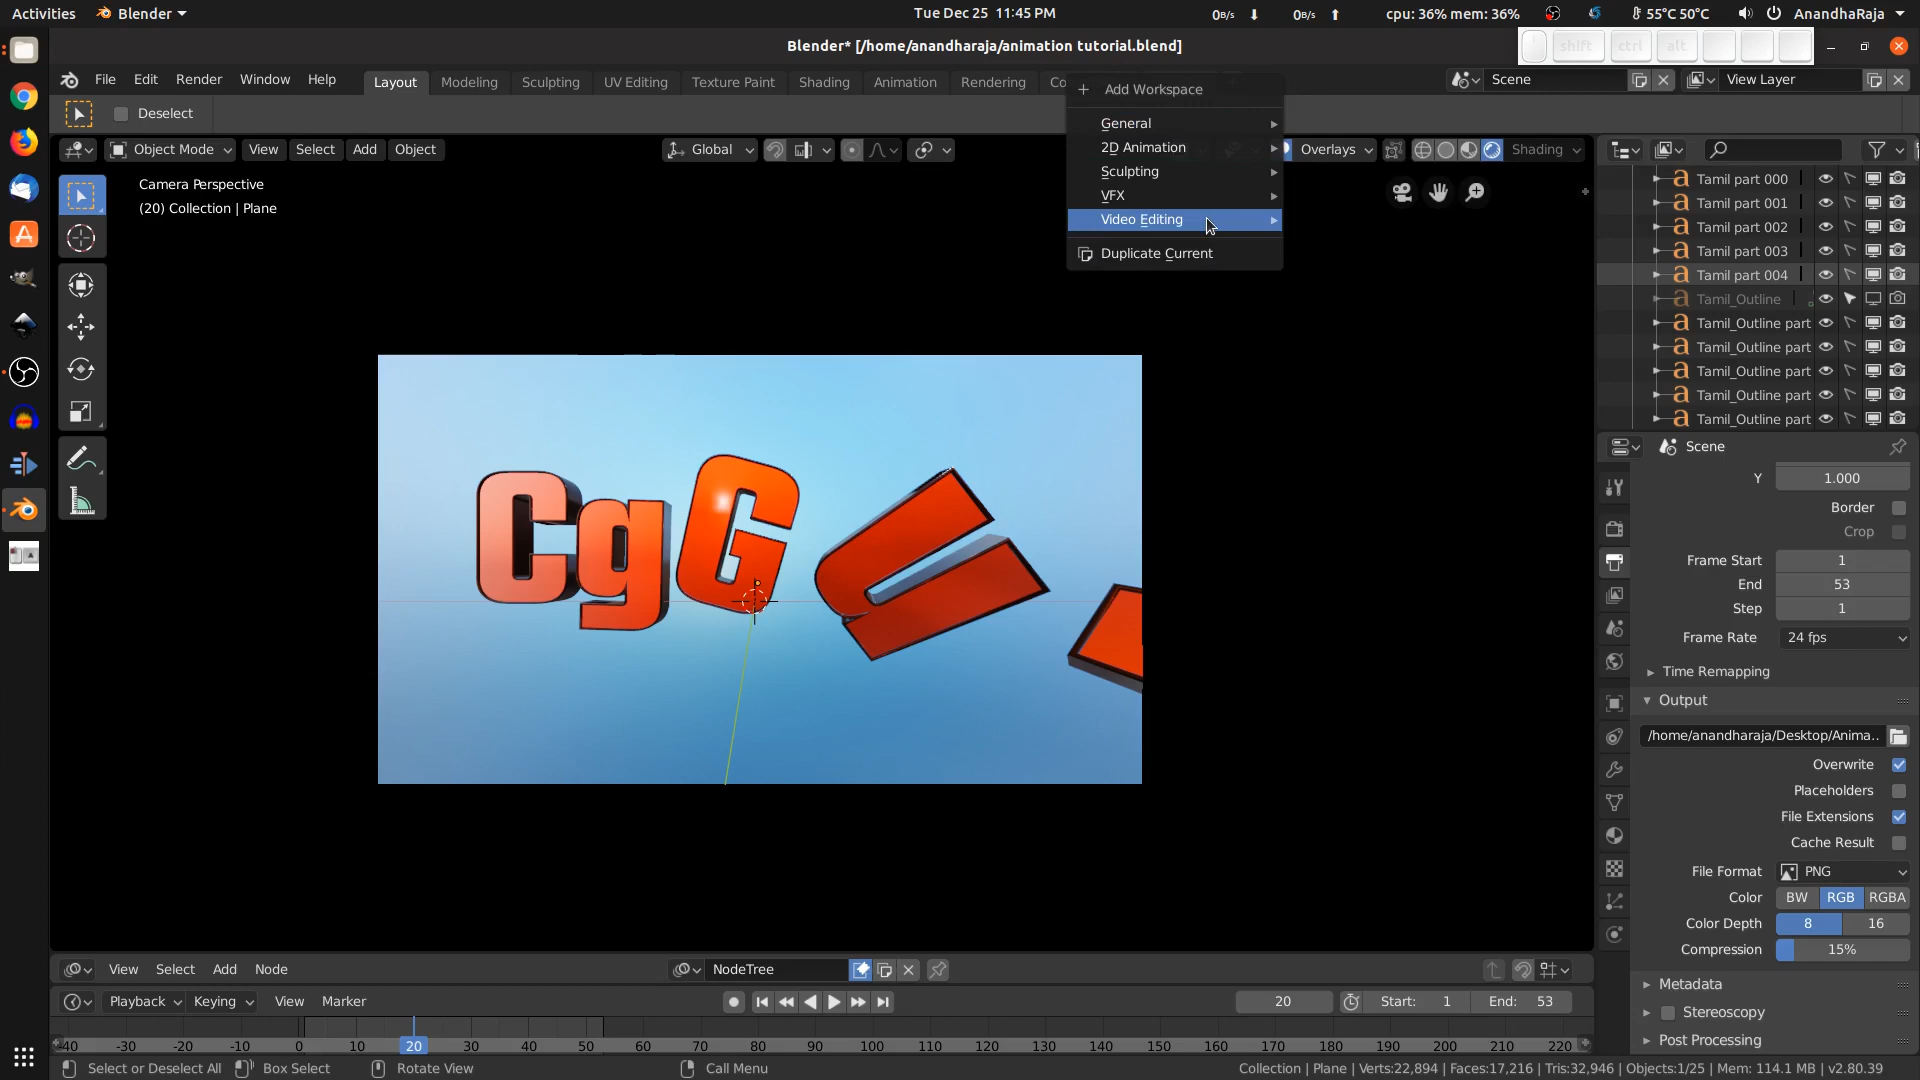 Activities Blender Tue Dec 25 11:45 PM 0B/s 0B/s cpu: 36% mem: 36% 55°C 50°C AnandhaRaja
Blender* [/home/anandharaja/animation tutorial.blend]
shift ctrl alt
File Edit Render Window Help Layout Modeling Sculpting UV Editing Texture Paint Shading Animation Rendering Co Scene View Layer
Add Workspace
General
2D Animation
Sculpting
VFX
Video Editing
Duplicate Current
Deselect
Object Mode View Select Add Object Global Overlays Shading
Camera Perspective
(20) Collection | Plane
CgG
Tamil part 000
Tamil part 001
Tamil part 002
Tamil part 003
Tamil part 004
Tamil_Outline
Tamil_Outline part
Tamil_Outline part
Tamil_Outline part
Tamil_Outline part
Tamil_Outline part
Scene
Y 1.000
Border
Crop
Frame Start 1
End 53
Step 1
Frame Rate 24 fps
Time Remapping
Output
/home/anandharaja/Desktop/Anima..
Overwrite
Placeholders
File Extensions
Cache Result
File Format PNG
Color BW RGB RGBA
Color Depth 8 16
Compression 15%
Metadata
Stereoscopy
Post Processing
View Select Add Node NodeTree
Playback Keying View Marker 20 Start: 1 End: 53
-40 -30 -20 -10 0 10 20 30 40 50 60 70 80 90 100 110 120 130 140 150 160 170 180 190 200 210 220
Select or Deselect All Box Select Rotate View Call Menu Collection | Plane | Verts:22,894 | Faces:17,216 | Tris:32,946 | Objects:1/25 | Mem: 114.1 MB | v2.80.39